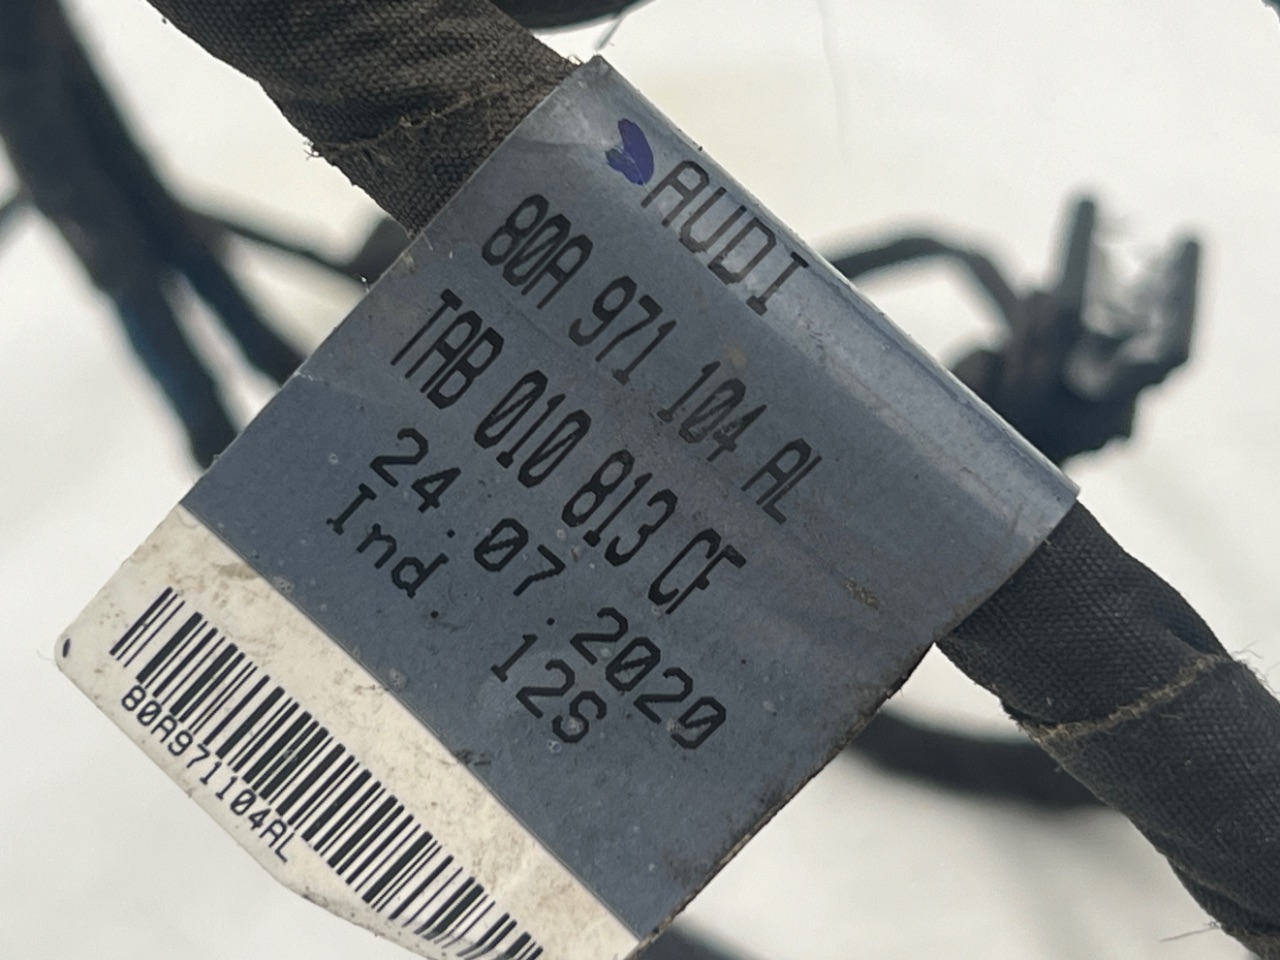 AUDI
80A 971 104 AL
TAB 010 813 CF
24.07.2020
Ind. 12S
80A971104AL